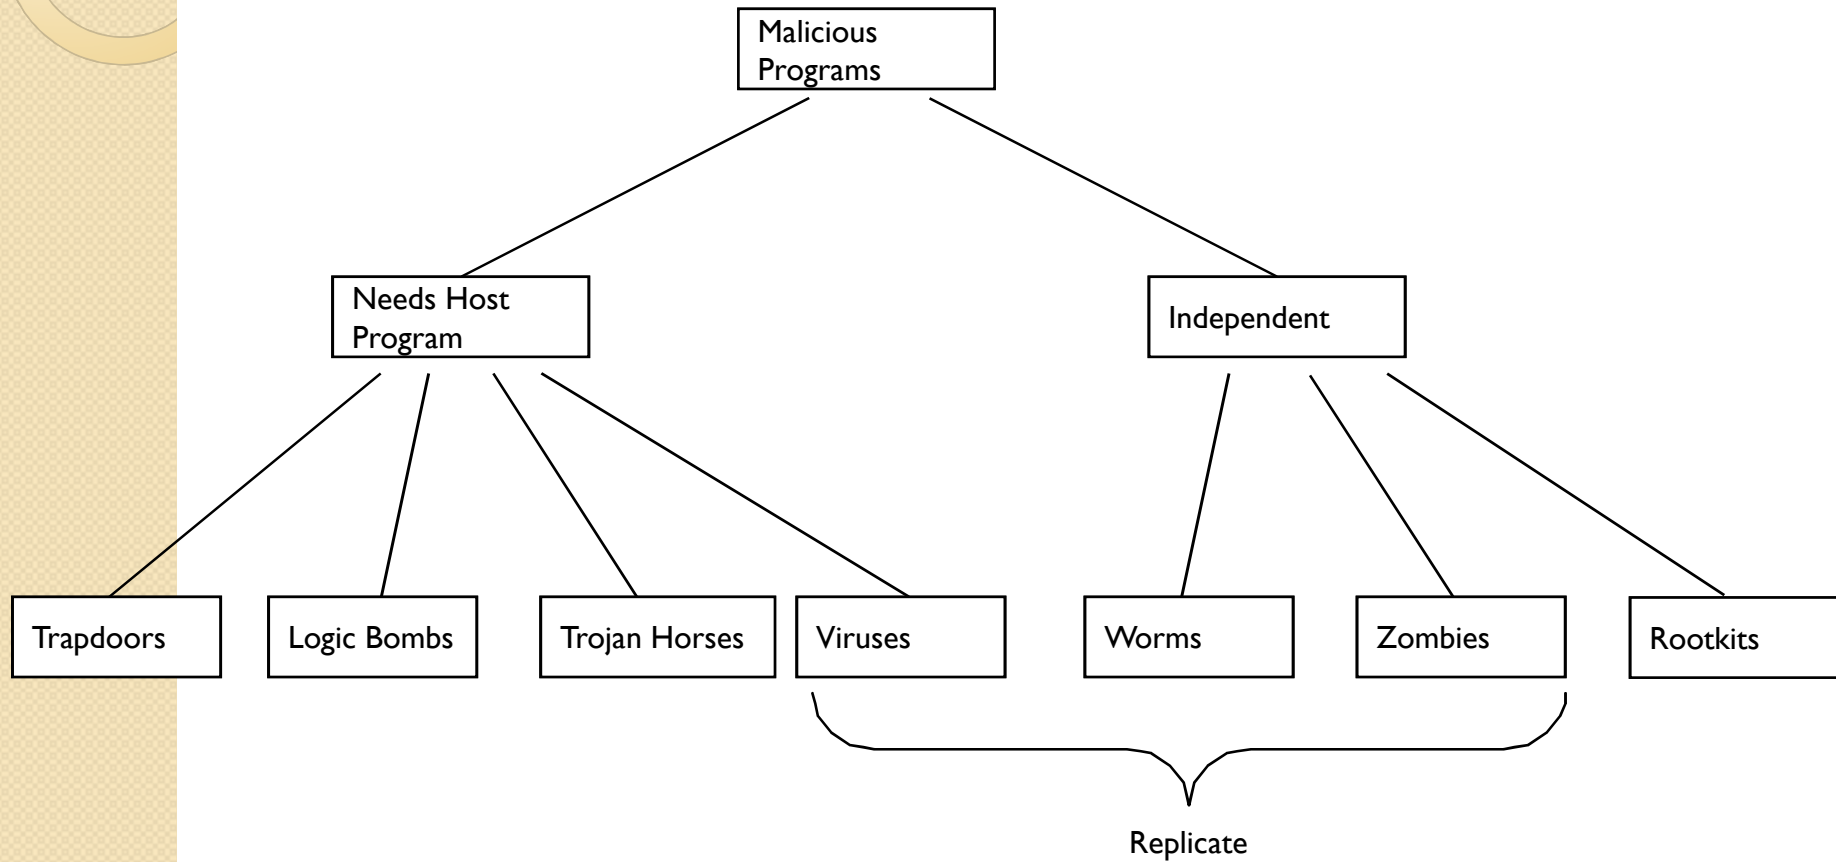 Malicious
Programs
Needs Host
Program
Independent
Trapdoors
Logic Bombs
Trojan Horses
Viruses
Worms
Zombies
Rootkits
Replicate